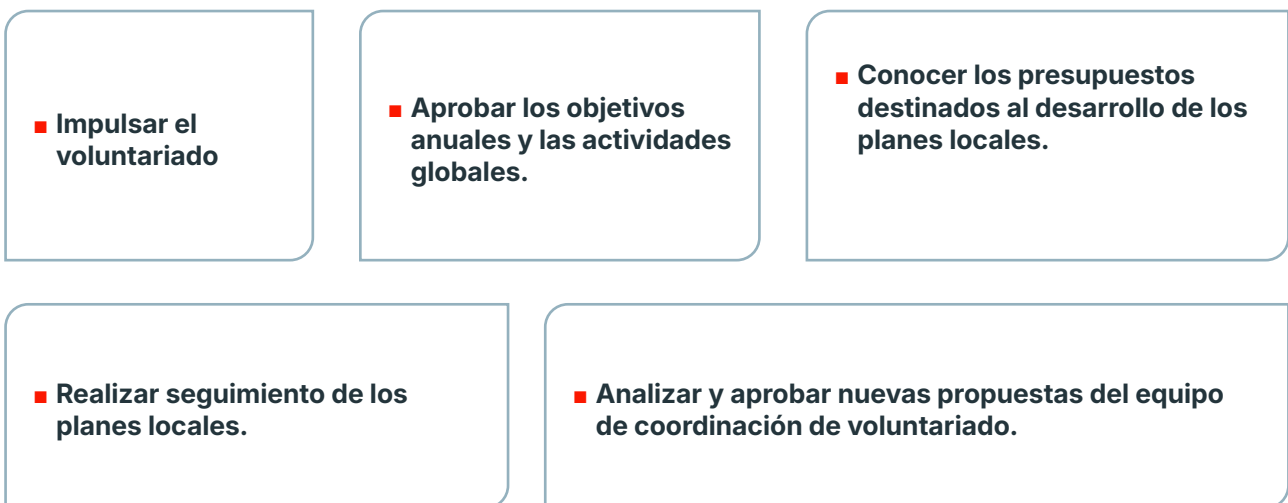 Impulsar el
voluntariado
Aprobar los objetivos
anuales y las actividades
globales.
Conocer los presupuestos
destinados al desarrollo de los
planes locales.
Realizar seguimiento de los
planes locales.
Analizar y aprobar nuevas propuestas del equipo
de coordinación de voluntariado.